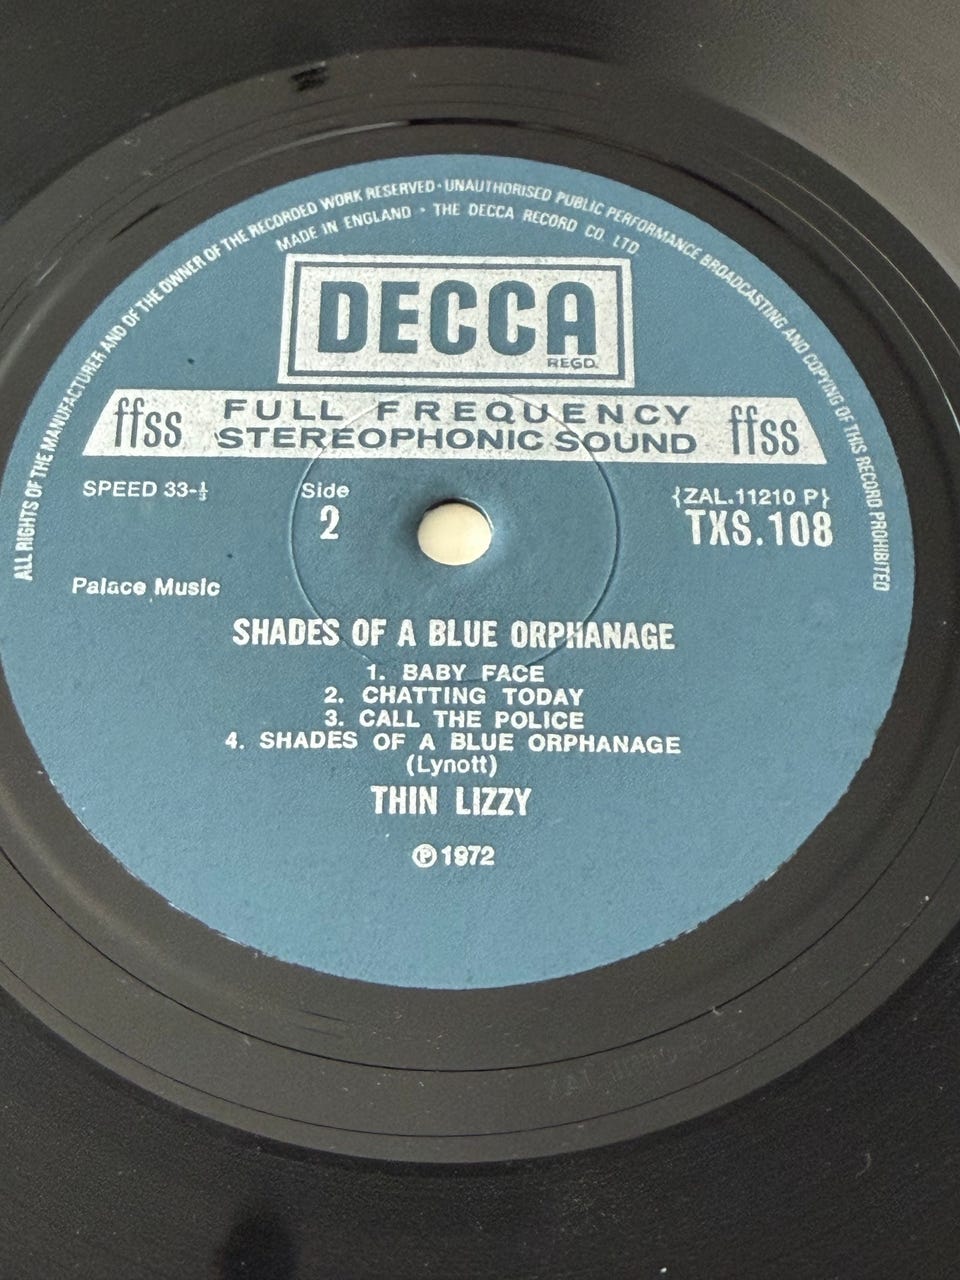 ALL RIGHTS OF THE MANUFACTURER AND OF THE OWNER OF THE RECORDED WORK RESERVED · UNAUTHORISED PUBLIC PERFORMANCE BROADCASTING AND COPYING OF THIS RECORD PROHIBITED
MADE IN ENGLAND · THE DECCA RECORD CO. LTD
DECCA
REGD.
ffss FULL FREQUENCY ffss
STEREOPHONIC SOUND
SPEED 33-⅓ Side {ZAL.11210 P}
2 TXS.108
Palace Music
SHADES OF A BLUE ORPHANAGE
1. BABY FACE
2. CHATTING TODAY
3. CALL THE POLICE
4. SHADES OF A BLUE ORPHANAGE
(Lynott)
THIN LIZZY
℗ 1972